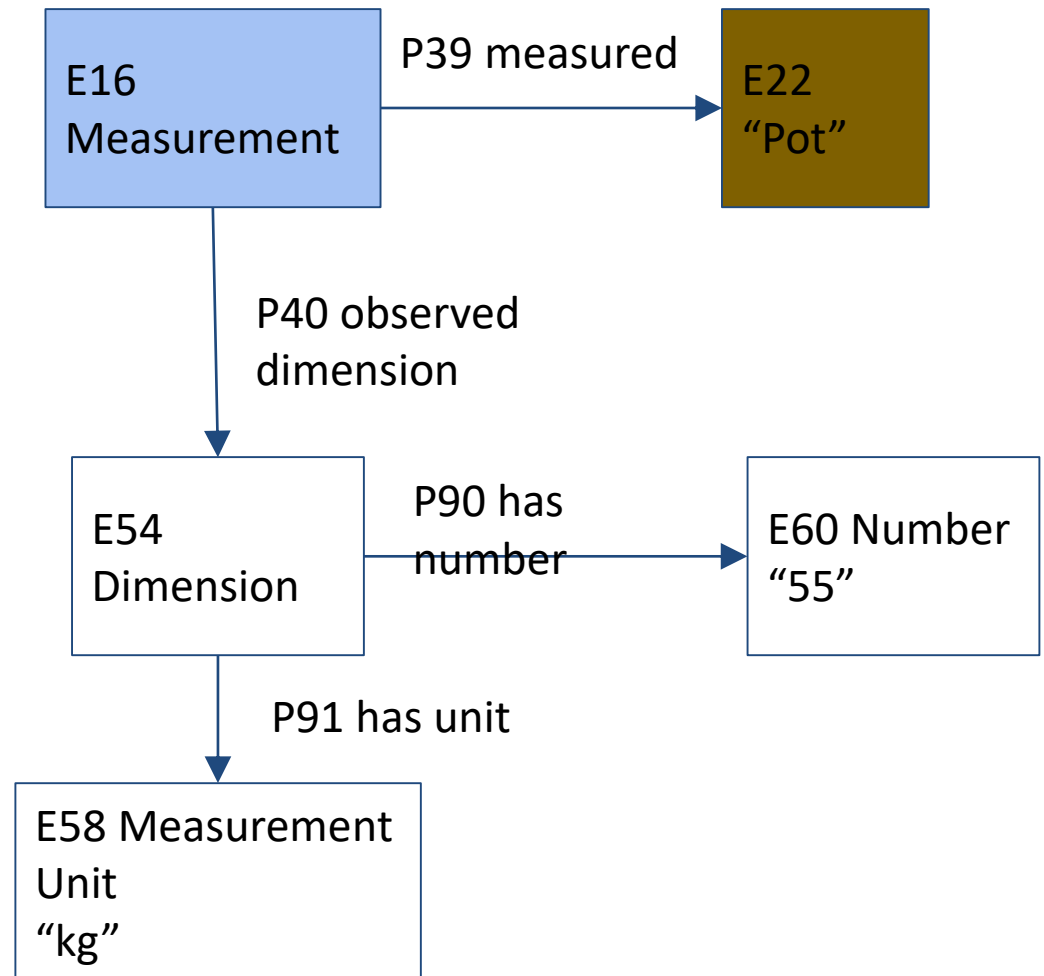 E16
Measurement
P39 measured
E22
“Pot”
P40 observed
dimension
E54
Dimension
P90 has
number
E60 Number
“55”
P91 has unit
E58 Measurement
Unit
“kg”